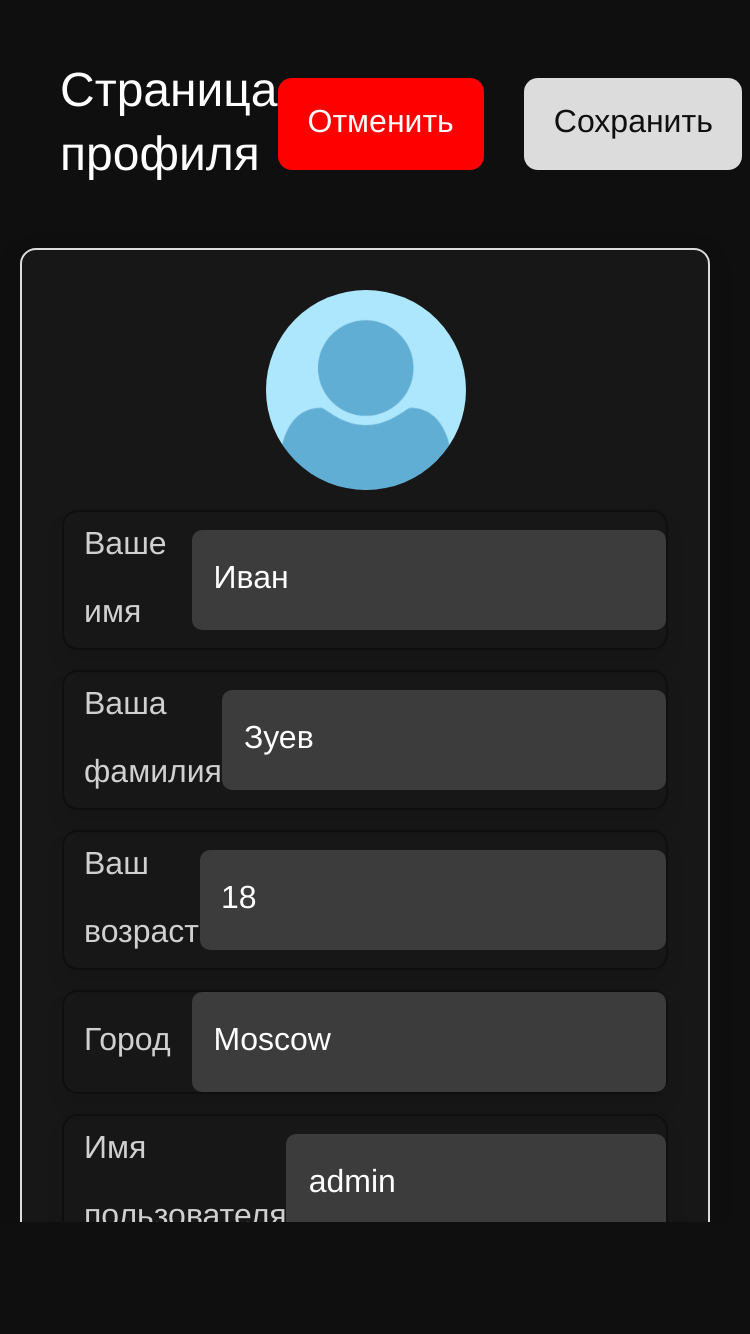 Страница
профиля
Отменить
Сохранить
Ваше
имя
Иван
Ваша
фамилия
Зуев
Ваш
возраст
18
Город
Moscow
Имя
пользователя
admin